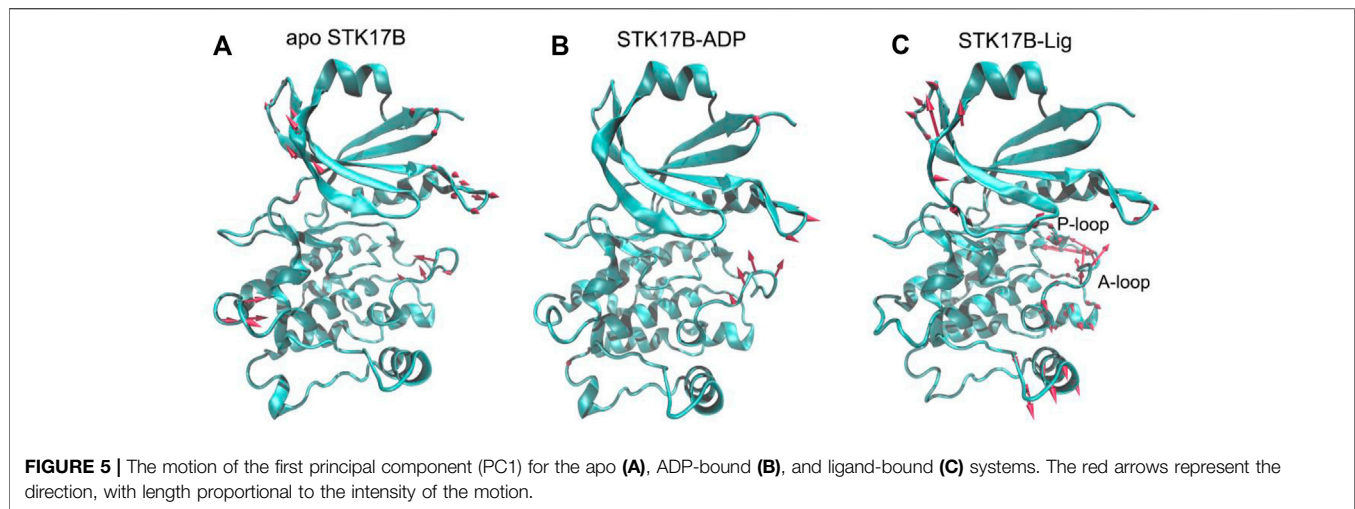 A
apo STK17B
B
STK17B-ADP
C
STK17B-Lig
P-loop
A-loop
FIGURE 5 | The motion of the first principal component (PC1) for the apo (A), ADP-bound (B), and ligand-bound (C) systems. The red arrows represent the
direction, with length proportional to the intensity of the motion.